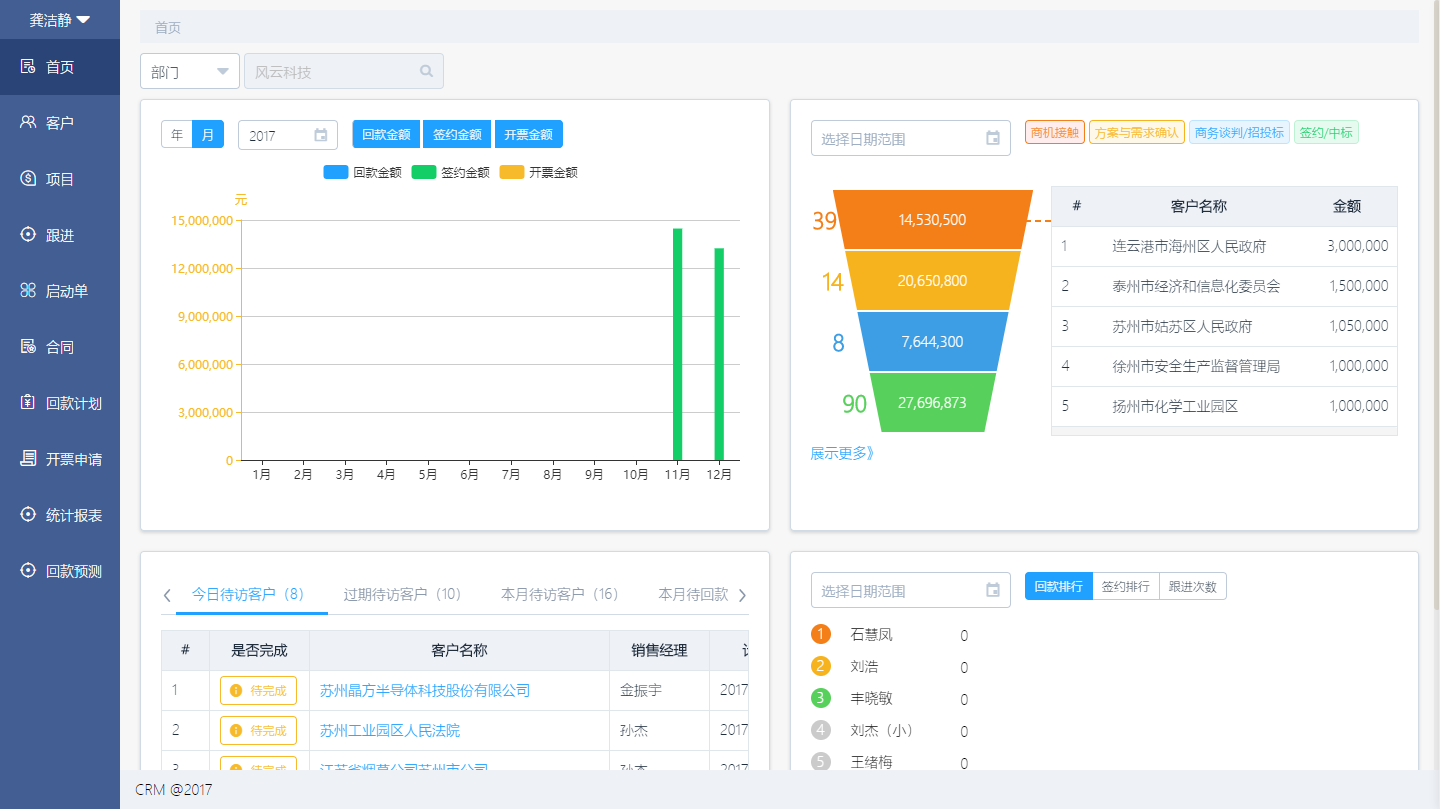 龚洁静
首页
客户
项目
跟进
启动单
合同
回款计划
开票申请
统计报表
回款预测
首页
部门
风云科技
年 月 2017 回款金额 签约金额 开票金额
回款金额 签约金额 开票金额
元
15,000,000
12,000,000
9,000,000
6,000,000
3,000,000
0
1月 2月 3月 4月 5月 6月 7月 8月 9月 10月 11月 12月
选择日期范围 商机接触 方案与需求确认 商务谈判/招投标 签约/中标
39 14,530,500
14 20,650,800
8 7,644,300
90 27,696,873
展示更多》
# 客户名称 金额
1 连云港市海州区人民政府 3,000,000
2 泰州市经济和信息化委员会 1,500,000
3 苏州市姑苏区人民政府 1,050,000
4 徐州市安全生产监督管理局 1,000,000
5 扬州市化学工业园区 1,000,000
今日待访客户（8） 过期待访客户（10） 本月待访客户（16） 本月待回款
# 是否完成 客户名称 销售经理
1 待完成 苏州晶方半导体科技股份有限公司 金振宇 2017
2 待完成 苏州工业园区人民法院 孙杰 2017
3 待完成 江苏省烟草公司苏州市公司 孙杰 2017
选择日期范围 回款排行 签约排行 跟进次数
1 石慧凤 0
2 刘浩 0
3 丰晓敏 0
4 刘杰（小） 0
5 王绪梅 0
CRM @2017